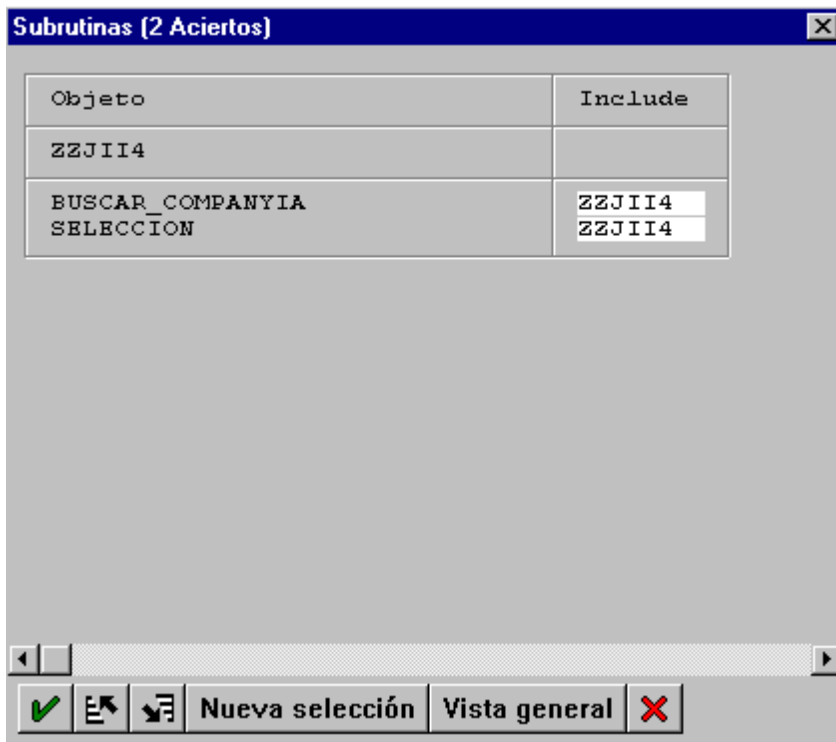 Subrutinas (2 Aciertos)
Objeto Include
ZZJII4
BUSCAR_COMPANYIA ZZJII4
SELECCION ZZJII4
Nueva selección Vista general